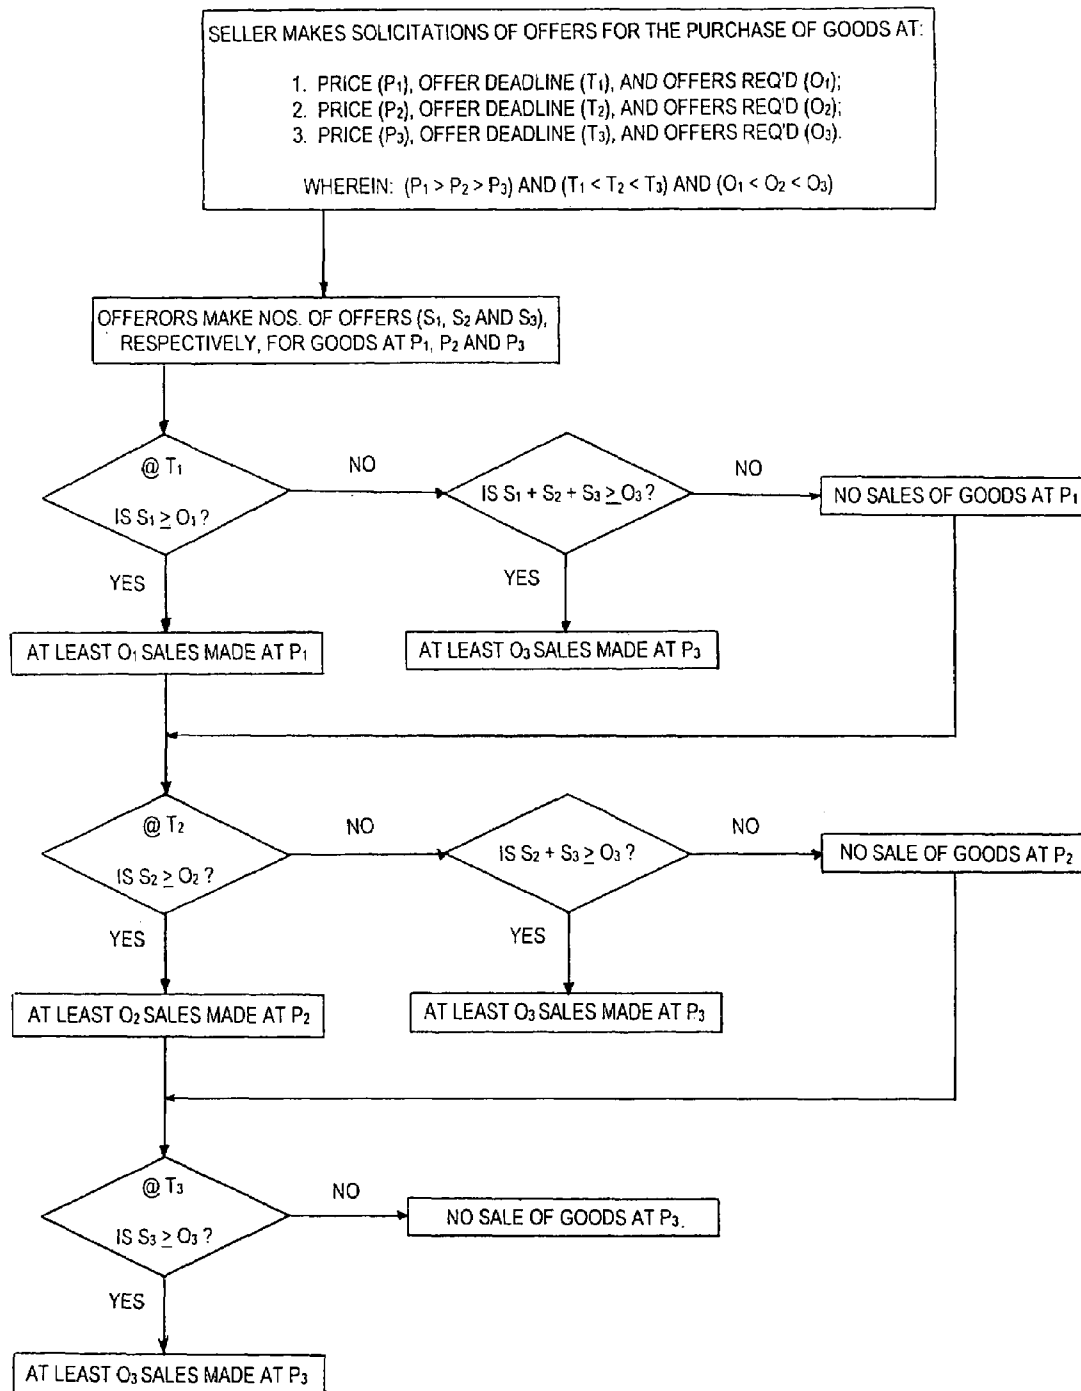 SELLER MAKES SOLICITATIONS OF OFFERS FOR THE PURCHASE OF GOODS AT:
1. PRICE (P₁), OFFER DEADLINE (T₁), AND OFFERS REQ'D (O₁);
2. PRICE (P₂), OFFER DEADLINE (T₂), AND OFFERS REQ'D (O₂);
3. PRICE (P₃), OFFER DEADLINE (T₃), AND OFFERS REQ'D (O₃).
WHEREIN: (P₁ > P₂ > P₃) AND (T₁ < T₂ < T₃) AND (O₁ < O₂ < O₃)
OFFERORS MAKE NOS. OF OFFERS (S₁, S₂ AND S₃),
RESPECTIVELY, FOR GOODS AT P₁, P₂ AND P₃
@ T₁
IS S₁ ≥ O₁ ?
NO
IS S₁ + S₂ + S₃ ≥ O₃ ?
NO
NO SALES OF GOODS AT P₁
YES
YES
AT LEAST O₁ SALES MADE AT P₁
AT LEAST O₃ SALES MADE AT P₃
@ T₂
IS S₂ ≥ O₂ ?
NO
IS S₂ + S₃ ≥ O₃ ?
NO
NO SALE OF GOODS AT P₂
YES
YES
AT LEAST O₂ SALES MADE AT P₂
AT LEAST O₃ SALES MADE AT P₃
@ T₃
IS S₃ ≥ O₃ ?
NO
NO SALE OF GOODS AT P₃.
YES
AT LEAST O₃ SALES MADE AT P₃